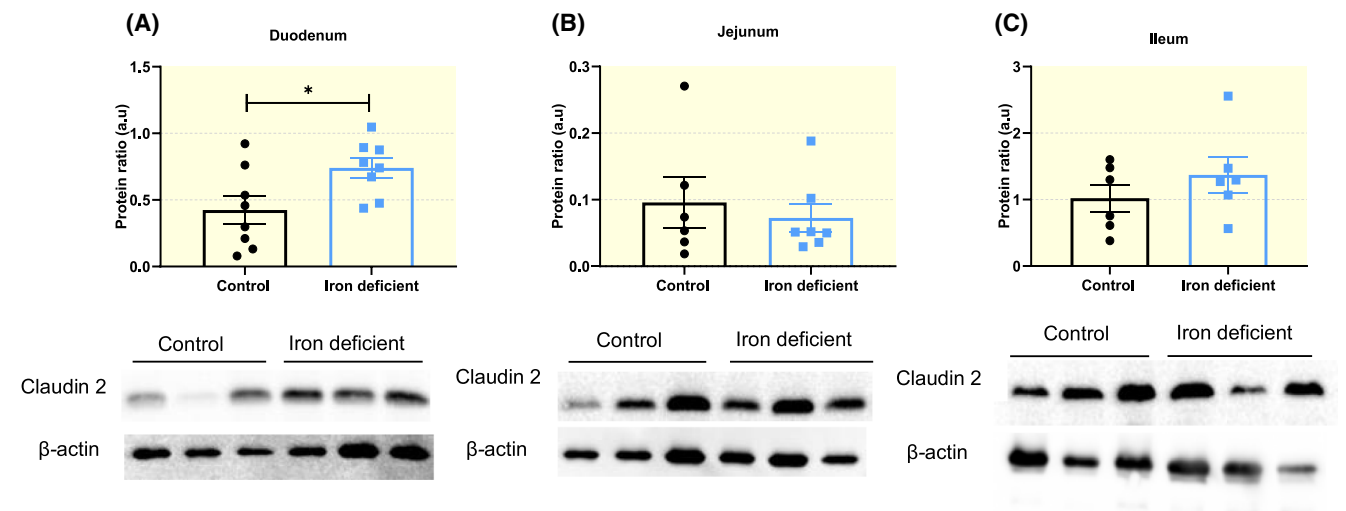 (A)
Duodenum
1.5
1.0
0.5
0.0
Protein ratio (a.u)
*
Control
Iron deficient
Control
Iron deficient
Claudin 2
β-actin
(B)
Jejunum
0.3
0.2
0.1
0.0
Protein ratio (a.u)
Control
Iron deficient
Control
Iron deficient
Claudin 2
β-actin
(C)
Ileum
3
2
1
0
Protein ratio (a.u)
Control
Iron deficient
Control
Iron deficient
Claudin 2
β-actin